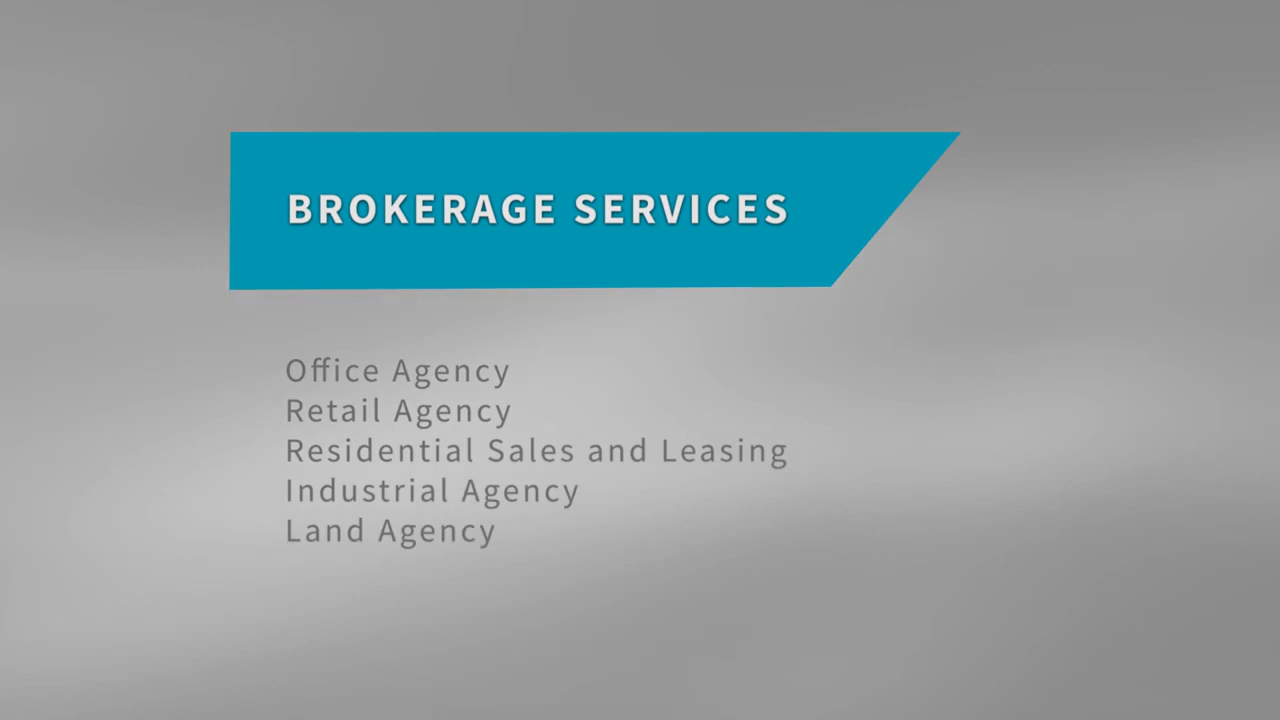 BROKERAGE SERVICES
Office Agency
Retail Agency
Residential Sales and Leasing
Industrial Agency
Land Agency